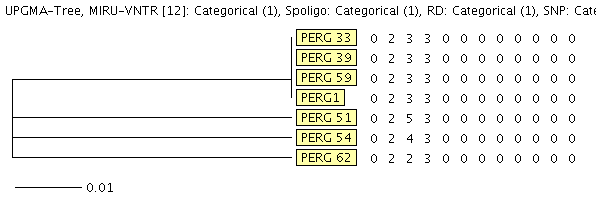 UPGMA-Tree, MIRU-VNTR [12]: Categorical (1), Spoligo: Categorical (1), RD: Categorical (1), SNP: Cate
PERG 33 0 2 3 3 0 0 0 0 0 0 0 0
PERG 39 0 2 3 3 0 0 0 0 0 0 0 0
PERG 59 0 2 3 3 0 0 0 0 0 0 0 0
PERG1 0 2 3 3 0 0 0 0 0 0 0 0
PERG 51 0 2 5 3 0 0 0 0 0 0 0 0
PERG 54 0 2 4 3 0 0 0 0 0 0 0 0
PERG 62 0 2 2 3 0 0 0 0 0 0 0 0
0.01